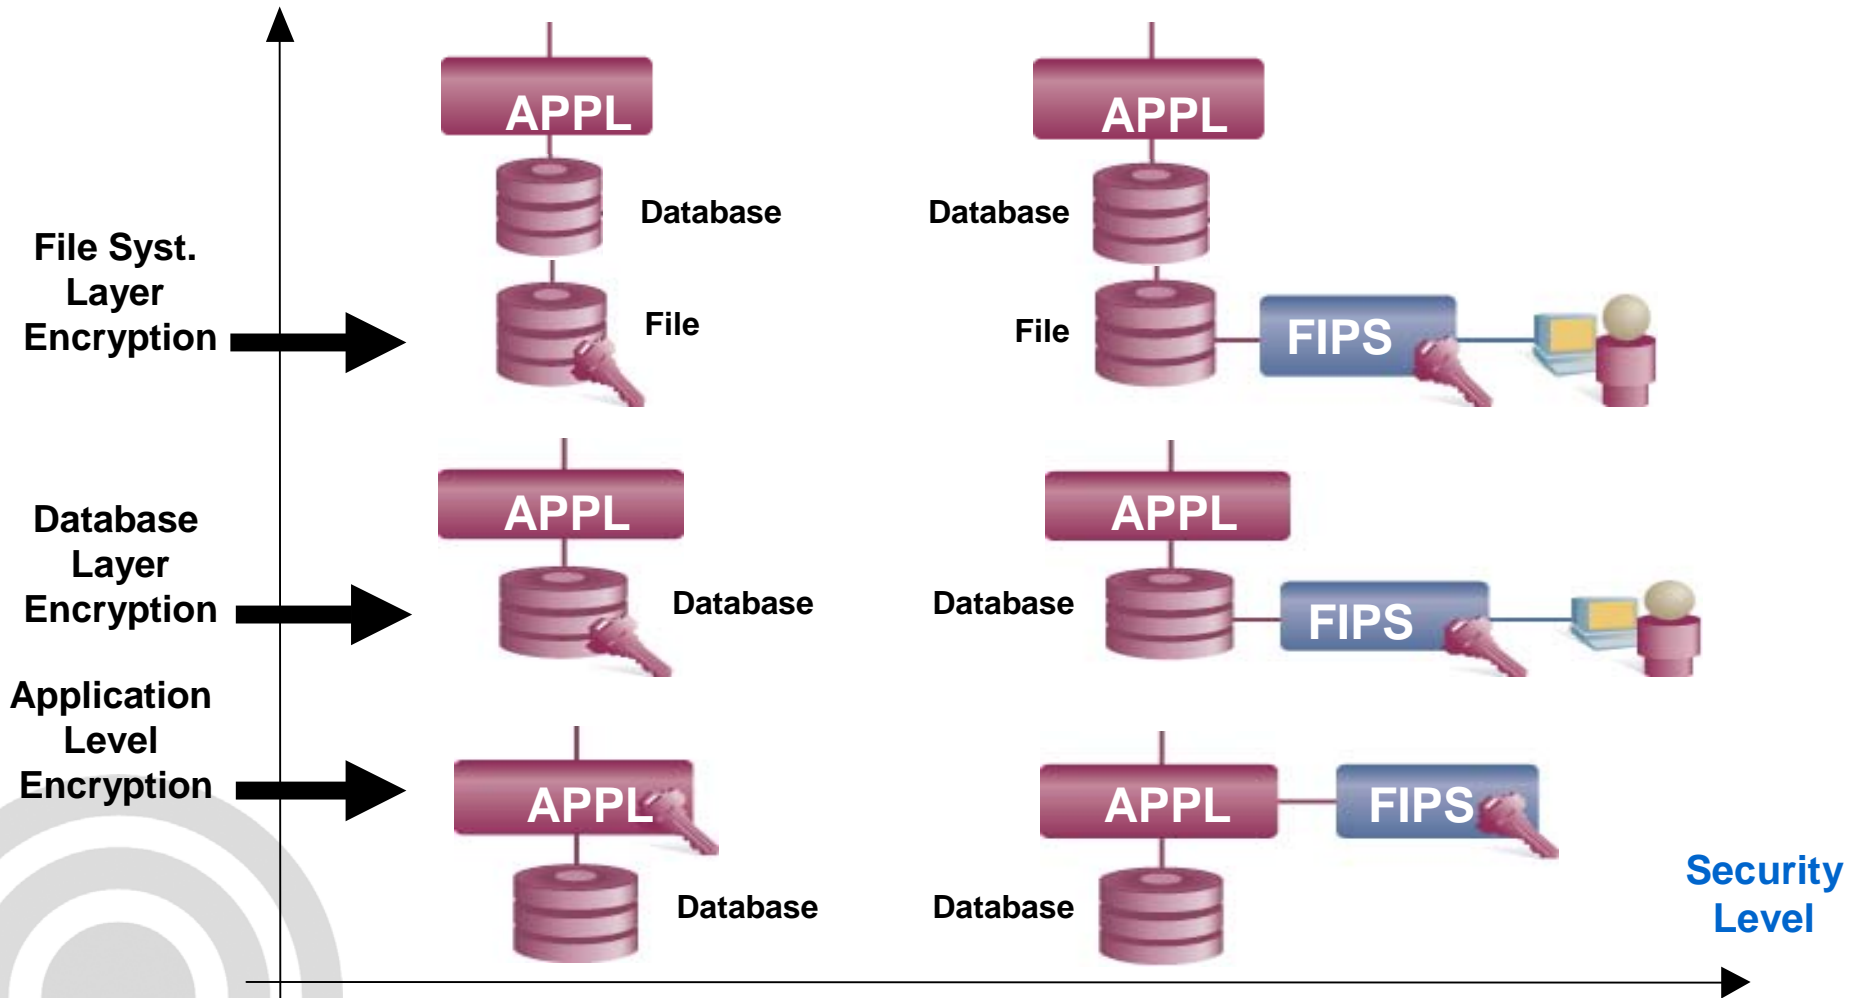 APPL
APPL
Database
Database
File Syst.
Layer
Encryption
File
File
FIPS
APPL
APPL
Database
Layer
Encryption
Database
Database
FIPS
Application
Level
Encryption
APPL
APPL
FIPS
Database
Database
Security
Level